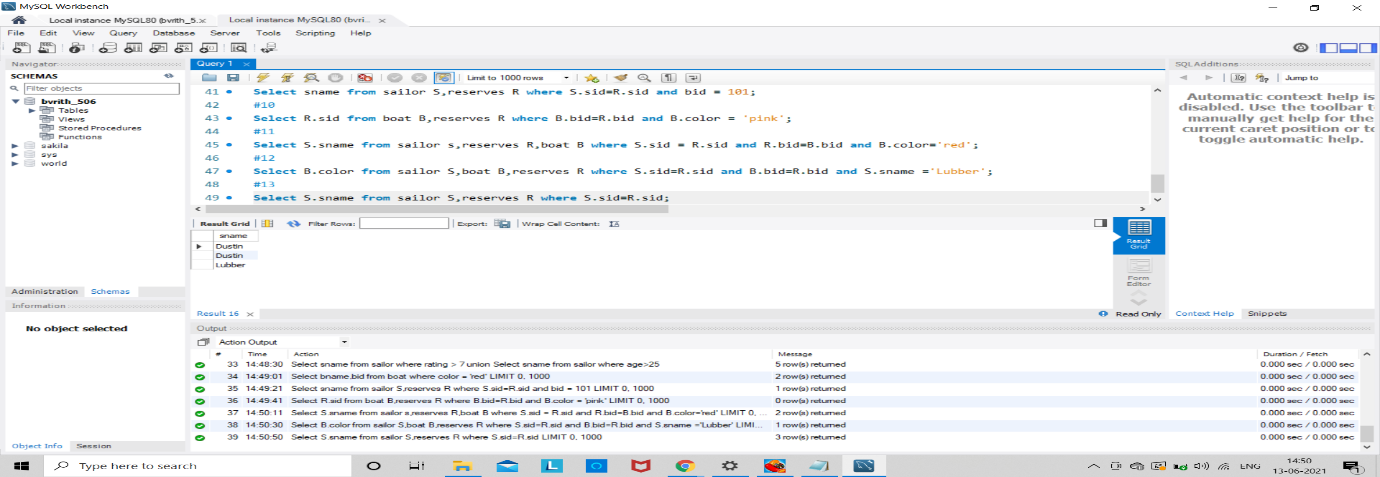 MySQL Workbench
Local instance MySQL80 (bvrith_5.. × Local instance MySQL80 (bvri... ×
File Edit View Query Database Server Tools Scripting Help
Navigator
SCHEMAS
Filter objects
bvrith_506
Tables
Views
Stored Procedures
Functions
sakila
sys
world
Administration Schemas
Information
No object selected
Object Info Session
Query 1 ×
Limit to 1000 rows
41 Select sname from sailor S,reserves R where S.sid=R.sid and bid = 101;
42 #10
43 Select R.sid from boat B,reserves R where B.bid=R.bid and B.color = 'pink';
44 #11
45 Select S.sname from sailor s,reserves R,boat B where S.sid = R.sid and R.bid=B.bid and B.color='red';
46 #12
47 Select B.color from sailor S,boat B,reserves R where S.sid=R.sid and B.bid=R.bid and S.sname ='Lubber';
48 #13
49 Select S.sname from sailor S,reserves R where S.sid=R.sid;
Result Grid Filter Rows: Export: Wrap Cell Content:
sname
Dustin
Dustin
Lubber
Result Grid
Form Editor
Result 16 × Read Only
Output
Action Output
# Time Action Message Duration / Fetch
33 14:48:30 Select sname from sailor where rating > 7 union Select sname from sailor where age>25 5 row(s) returned 0.000 sec / 0.000 sec
34 14:49:01 Select bname,bid from boat where color = 'red' LIMIT 0, 1000 2 row(s) returned 0.000 sec / 0.000 sec
35 14:49:21 Select sname from sailor S,reserves R where S.sid=R.sid and bid = 101 LIMIT 0, 1000 1 row(s) returned 0.000 sec / 0.000 sec
36 14:49:41 Select R.sid from boat B,reserves R where B.bid=R.bid and B.color = 'pink' LIMIT 0, 1000 0 row(s) returned 0.000 sec / 0.000 sec
37 14:50:11 Select S.sname from sailor s,reserves R,boat B where S.sid = R.sid and R.bid=B.bid and B.color='red' LIMIT 0, ... 2 row(s) returned 0.000 sec / 0.000 sec
38 14:50:30 Select B.color from sailor S,boat B,reserves R where S.sid=R.sid and B.bid=R.bid and S.sname ='Lubber' LIMI... 1 row(s) returned 0.000 sec / 0.000 sec
39 14:50:50 Select S.sname from sailor S,reserves R where S.sid=R.sid LIMIT 0, 1000 3 row(s) returned 0.000 sec / 0.000 sec
SQL Additions
Jump to
Automatic context help is
disabled. Use the toolbar t
manually get help for the
current caret position or to
toggle automatic help.
Context Help Snippets
Type here to search
ENG
14:50
13-06-2021
1